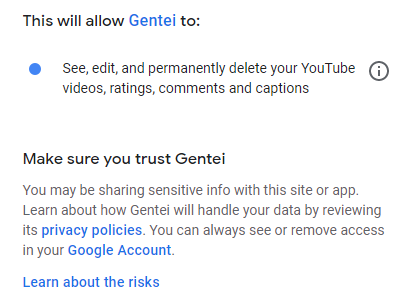 This will allow Gentei to:
See, edit, and permanently delete your YouTube
videos, ratings, comments and captions
Make sure you trust Gentei
You may be sharing sensitive info with this site or app.
Learn about how Gentei will handle your data by reviewing
its privacy policies. You can always see or remove access
in your Google Account.
Learn about the risks